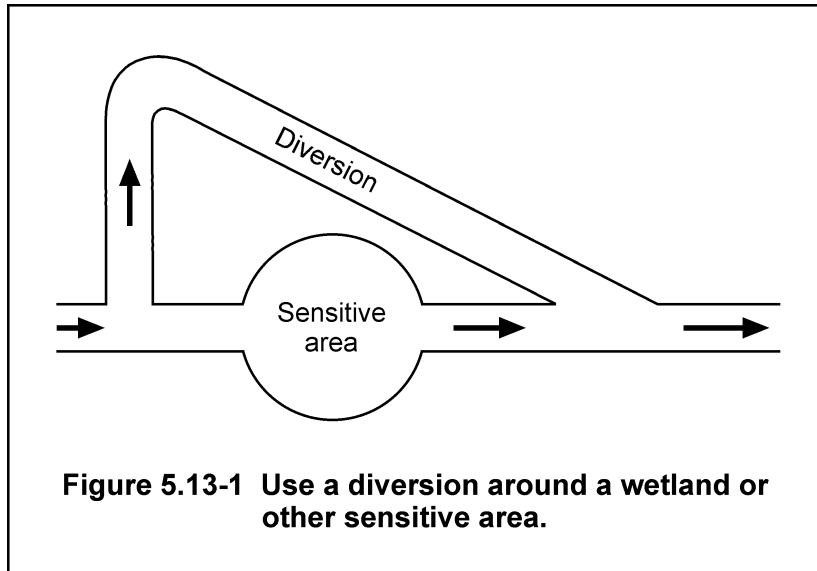 Diversion
Sensitive
area
Figure 5.13-1 Use a diversion around a wetland or
other sensitive area.